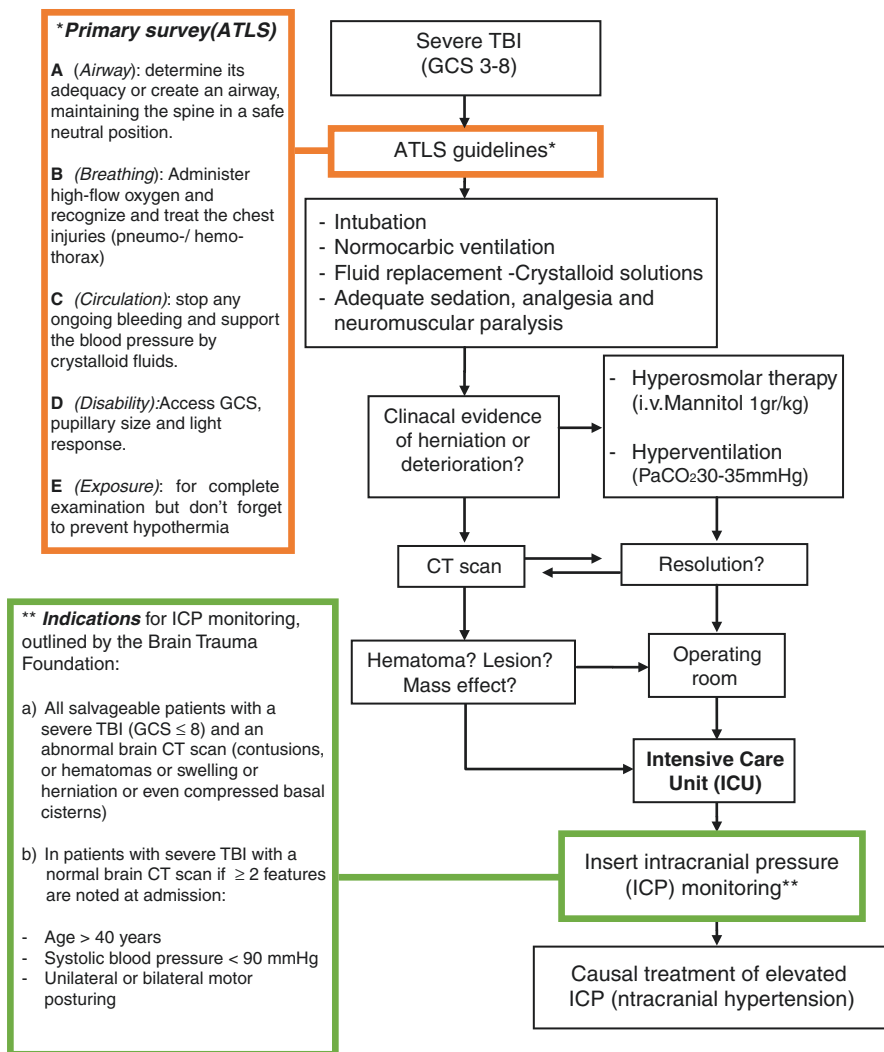 *Primary survey(ATLS)
A (Airway): determine its
adequacy or create an airway,
maintaining the spine in a safe
neutral position.
B (Breathing): Administer
high-flow oxygen and
recognize and treat the chest
injuries (pneumo-/ hemo-
thorax)
C (Circulation): stop any
ongoing bleeding and support
the blood pressure by
crystalloid fluids.
D (Disability):Access GCS,
pupillary size and light
response.
E (Exposure): for complete
examination but don't forget
to prevent hypothermia
Severe TBI
(GCS 3-8)
ATLS guidelines*
- Intubation
- Normocarbic ventilation
- Fluid replacement -Crystalloid solutions
- Adequate sedation, analgesia and
neuromuscular paralysis
Clinacal evidence
of herniation or
deterioration?
- Hyperosmolar therapy
(i.v.Mannitol 1gr/kg)
- Hyperventilation
(PaCO₂30-35mmHg)
CT scan
Resolution?
Hematoma? Lesion?
Mass effect?
Operating
room
Intensive Care
Unit (ICU)
Insert intracranial pressure
(ICP) monitoring**
Causal treatment of elevated
ICP (ntracranial hypertension)
** Indications for ICP monitoring,
outlined by the Brain Trauma
Foundation:
a) All salvageable patients with a
severe TBI (GCS ≤ 8) and an
abnormal brain CT scan (contusions,
or hematomas or swelling or
herniation or even compressed basal
cisterns)
b) In patients with severe TBI with a
normal brain CT scan if ≥ 2 features
are noted at admission:
- Age > 40 years
- Systolic blood pressure < 90 mmHg
- Unilateral or bilateral motor
posturing